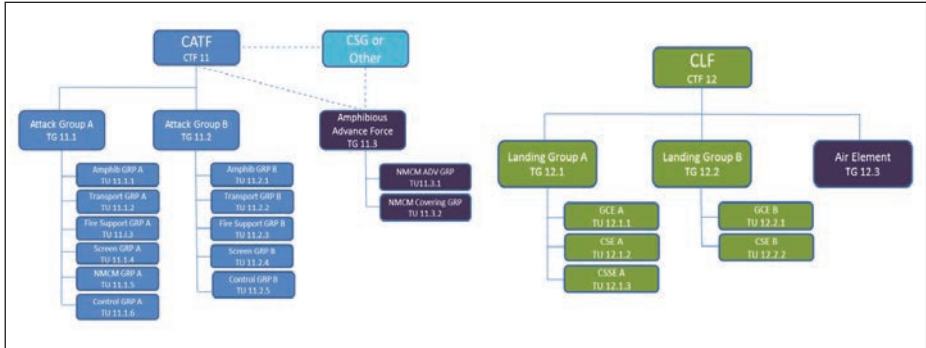 CATF
CTF 11
CSG or
Other
Attack Group A
TG 11.1
Attack Group B
TG 11.2
Amphibious
Advance Force
TG 11.3
Amphib GRP A
TU 11.1.1
Transport GRP A
TU 11.1.2
Fire Support GRP A
TU 11.I.3
Screen GRP A
TU 11.1.4
NMCM GRP A
TU 11.1.5
Control GRP A
TU 11.1.6
Amphib GRP B
TU 11.2.1
Transport GRP B
TU 11.2.2
Fire Support GRP B
TU 11.2.3
Screen GRP B
TU 11.2.4
Control GRP B
TU 11.2.5
NMCM ADV GRP
TU11.3.1
NMCM Covering GRP
TU 11.3.2
CLF
CTF 12
Landing Group A
TG 12.1
Landing Group B
TG 12.2
Air Element
TG 12.3
GCE A
TU 12.1.1
CSE A
TU 12.1.2
CSSE A
TU 12.1.3
GCE B
TU 12.2.1
CSE B
TU 12.2.2